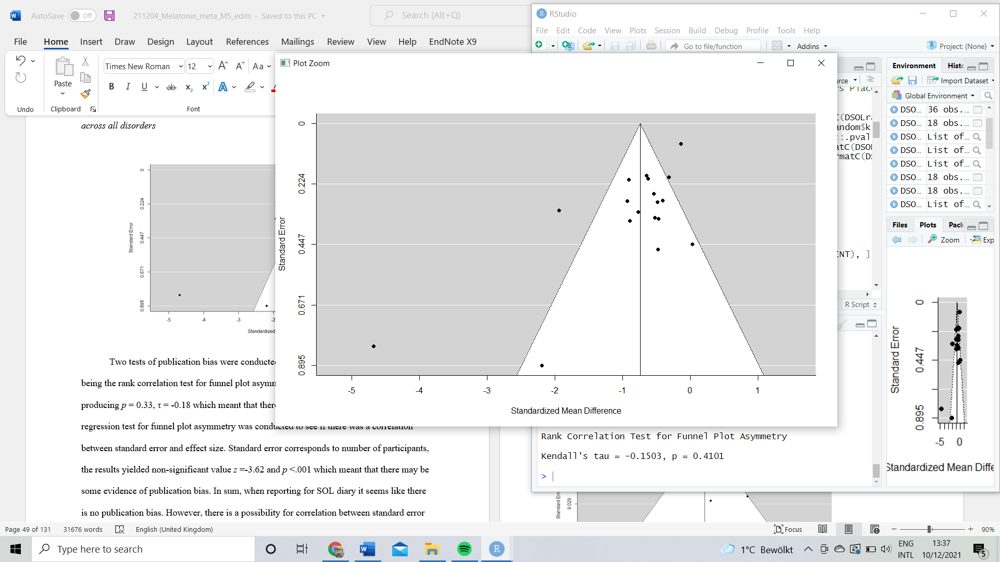 AutoSave Off 211204_Melatonin_meta_MS_edits - Saved to this PC Search (Alt+Q)
File Home Insert Draw Design Layout References Mailings Review View Help EndNote X9
Times New Roman 12 Aa
Paste
B I U ab x₂ x² A
Undo Clipboard Font
across all disorders
0
0.224
0.447
0.671
0.895
Standard Error
-5 -4 -3 -2
Standardized
Two tests of publication bias were conducted
being the rank correlation test for funnel plot asymm
producing p = 0.33, τ = -0.18 which meant that there
regression test for funnel plot asymmetry was conducted to see if there was a correlation
between standard error and effect size. Standard error corresponds to number of participants,
the results yielded non-significant value z =-3.62 and p <.001 which meant that there may be
some evidence of publication bias. In sum, when reporting for SOL diary it seems like there
is no publication bias. However, there is a possibility for correlation between standard error
Page 49 of 131 31676 words English (United Kingdom) Focus 90%
RStudio
File Edit Code View Plots Session Build Debug Profile Tools Help
Go to file/function Addins Project: (None)
Plot Zoom
0
0.224
0.447
0.671
0.895
Standard Error
-5 -4 -3 -2 -1 0 1
Standardized Mean Difference
urce
's Plac
C(DSOLra
andom$k
::.pval
atC(DSO
rmatC(D
INT), ]
R Script
Rank Correlation Test for Funnel Plot Asymmetry
Kendall's tau = -0.1503, p = 0.4101
>
Environment Histo
Import Dataset
Global Environment
DSO... 36 obs....
DSO... 18 obs....
DSO... List of...
DSO... List of...
DSO... List of...
DSO... 18 obs....
DSO... 18 obs....
DSO... List of...
Files Plots Pack
Zoom Exp
0
0.447
0.895
Standard Error
-5 0
Standardized Mean Diffe
Standard Err
9.029
Type here to search
1°C Bewölkt
ENG
INTL
13:37
10/12/2021
5